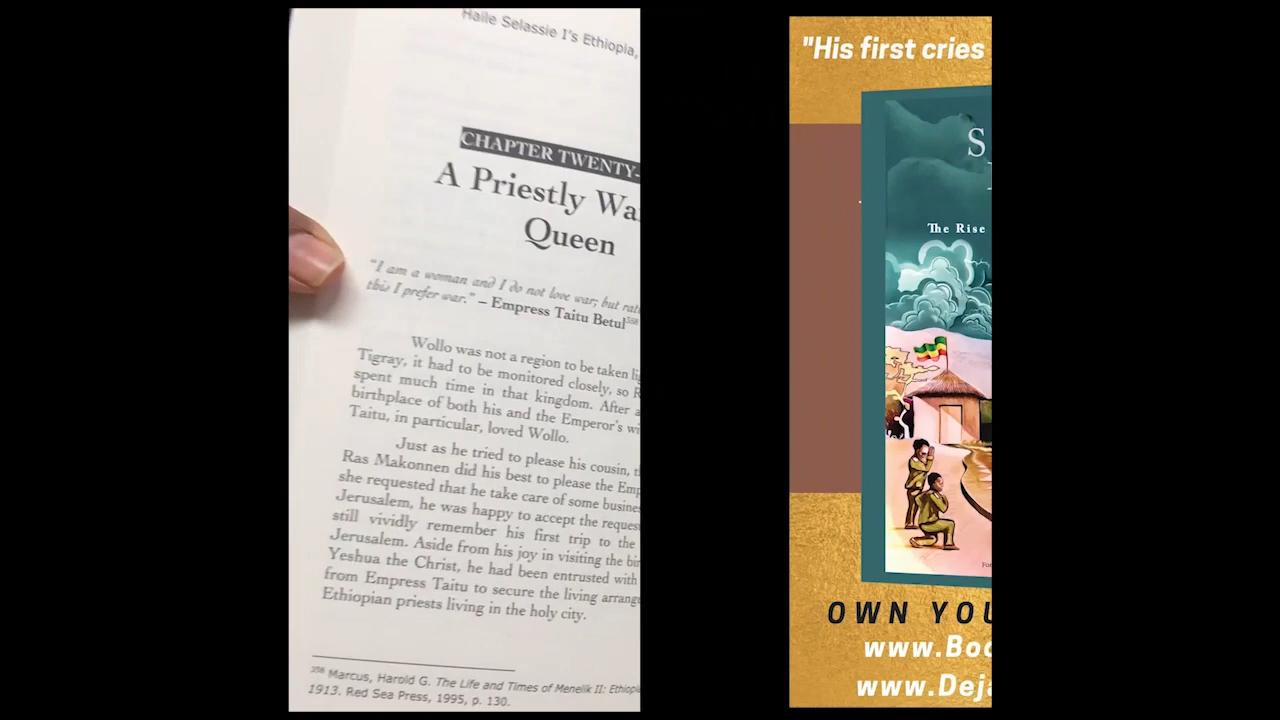 Haile Selassie I's Ethiopia,
CHAPTER TWENTY-
A Priestly Wa
Queen
"I am a woman and I do not love war; but rat
this I prefer war." – Empress Taitu Betul358
Wollo was not a region to be taken li
Tigray, it had to be monitored closely, so R
spent much time in that kingdom. After a
birthplace of both his and the Emperor's wi
Taitu, in particular, loved Wollo.
Just as he tried to please his cousin, t
Ras Makonnen did his best to please the Emp
she requested that he take care of some busine
Jerusalem, he was happy to accept the reques
still vividly remember his first trip to the
Jerusalem. Aside from his joy in visiting the bi
Yeshua the Christ, he had been entrusted with
from Empress Taitu to secure the living arrang
Ethiopian priests living in the holy city.
358 Marcus, Harold G. The Life and Times of Menelik II: Ethiopia
1913. Red Sea Press, 1995, p. 130.
"His first cries
S
The Rise
OWN YOU
www.Boo
www.Deja